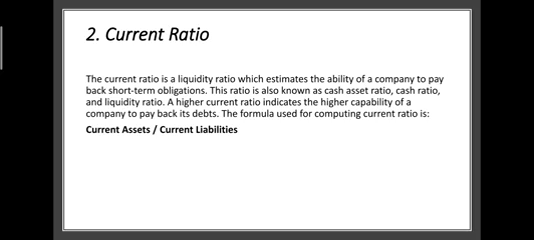 2. Current Ratio
The current ratio is a liquidity ratio which estimates the ability of a company to pay
back short-term obligations. This ratio is also known as cash asset ratio, cash ratio,
and liquidity ratio. A higher current ratio indicates the higher capability of a
company to pay back its debts. The formula used for computing current ratio is:
Current Assets / Current Liabilities